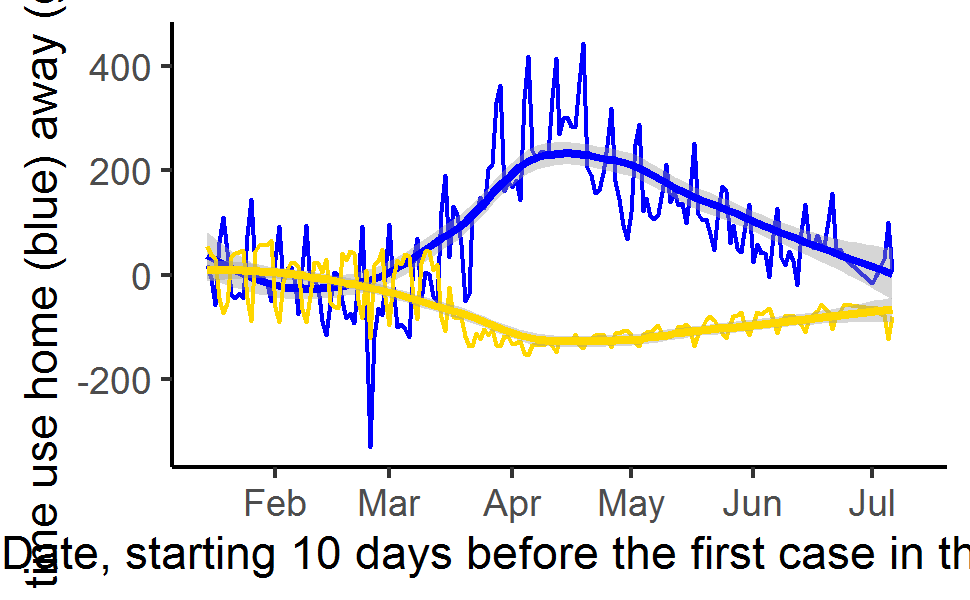 time use home (blue) away (
400
200
0
-200
Feb Mar Apr May Jun Jul
Date, starting 10 days before the first case in th